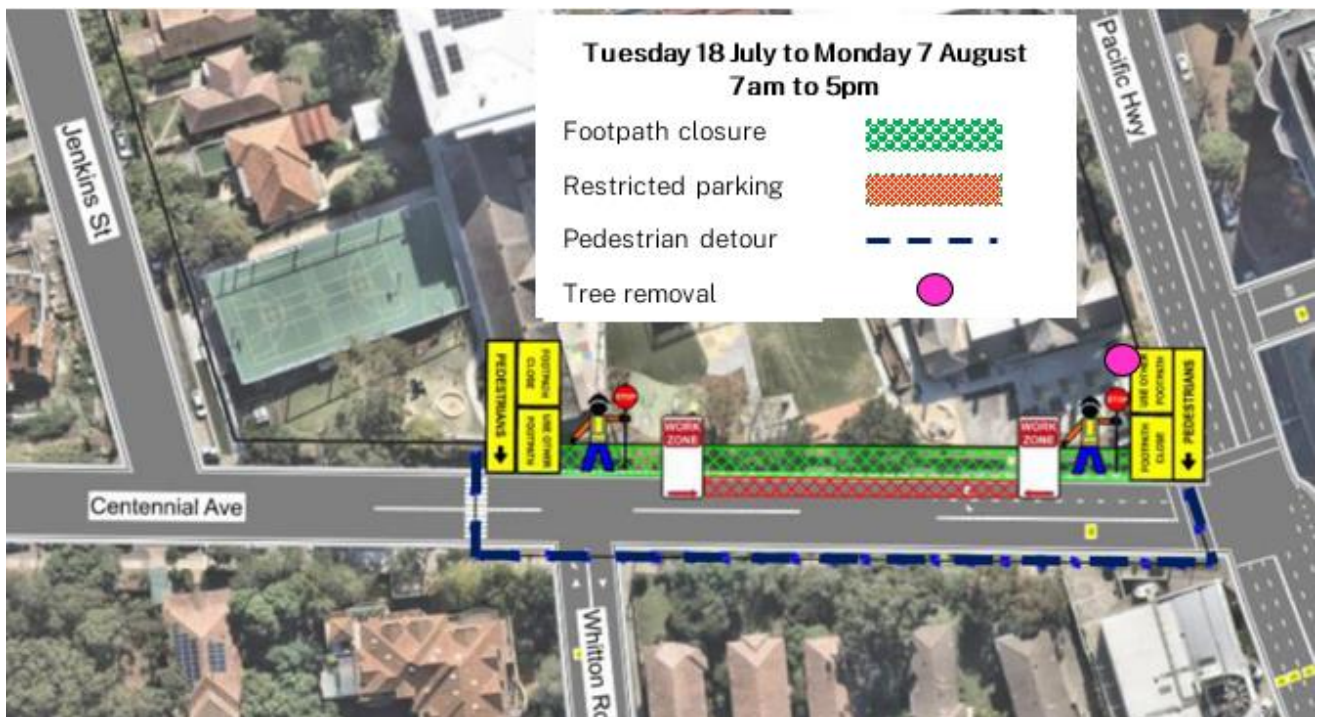 Tuesday 18 July to Monday 7 August
7am to 5pm
Footpath closure
Restricted parking
Pedestrian detour
Tree removal
Jenkins St
Pacific Hwy
Centennial Ave
Whitton Rd
PEDESTRIANS
FOOTPATH
CLOSE
USE OTHER
FOOTPATH
STOP
WORK
ZONE
WORK
ZONE
STOP
USE OTHER
FOOTPATH
FOOTPATH
CLOSE
PEDESTRIANS